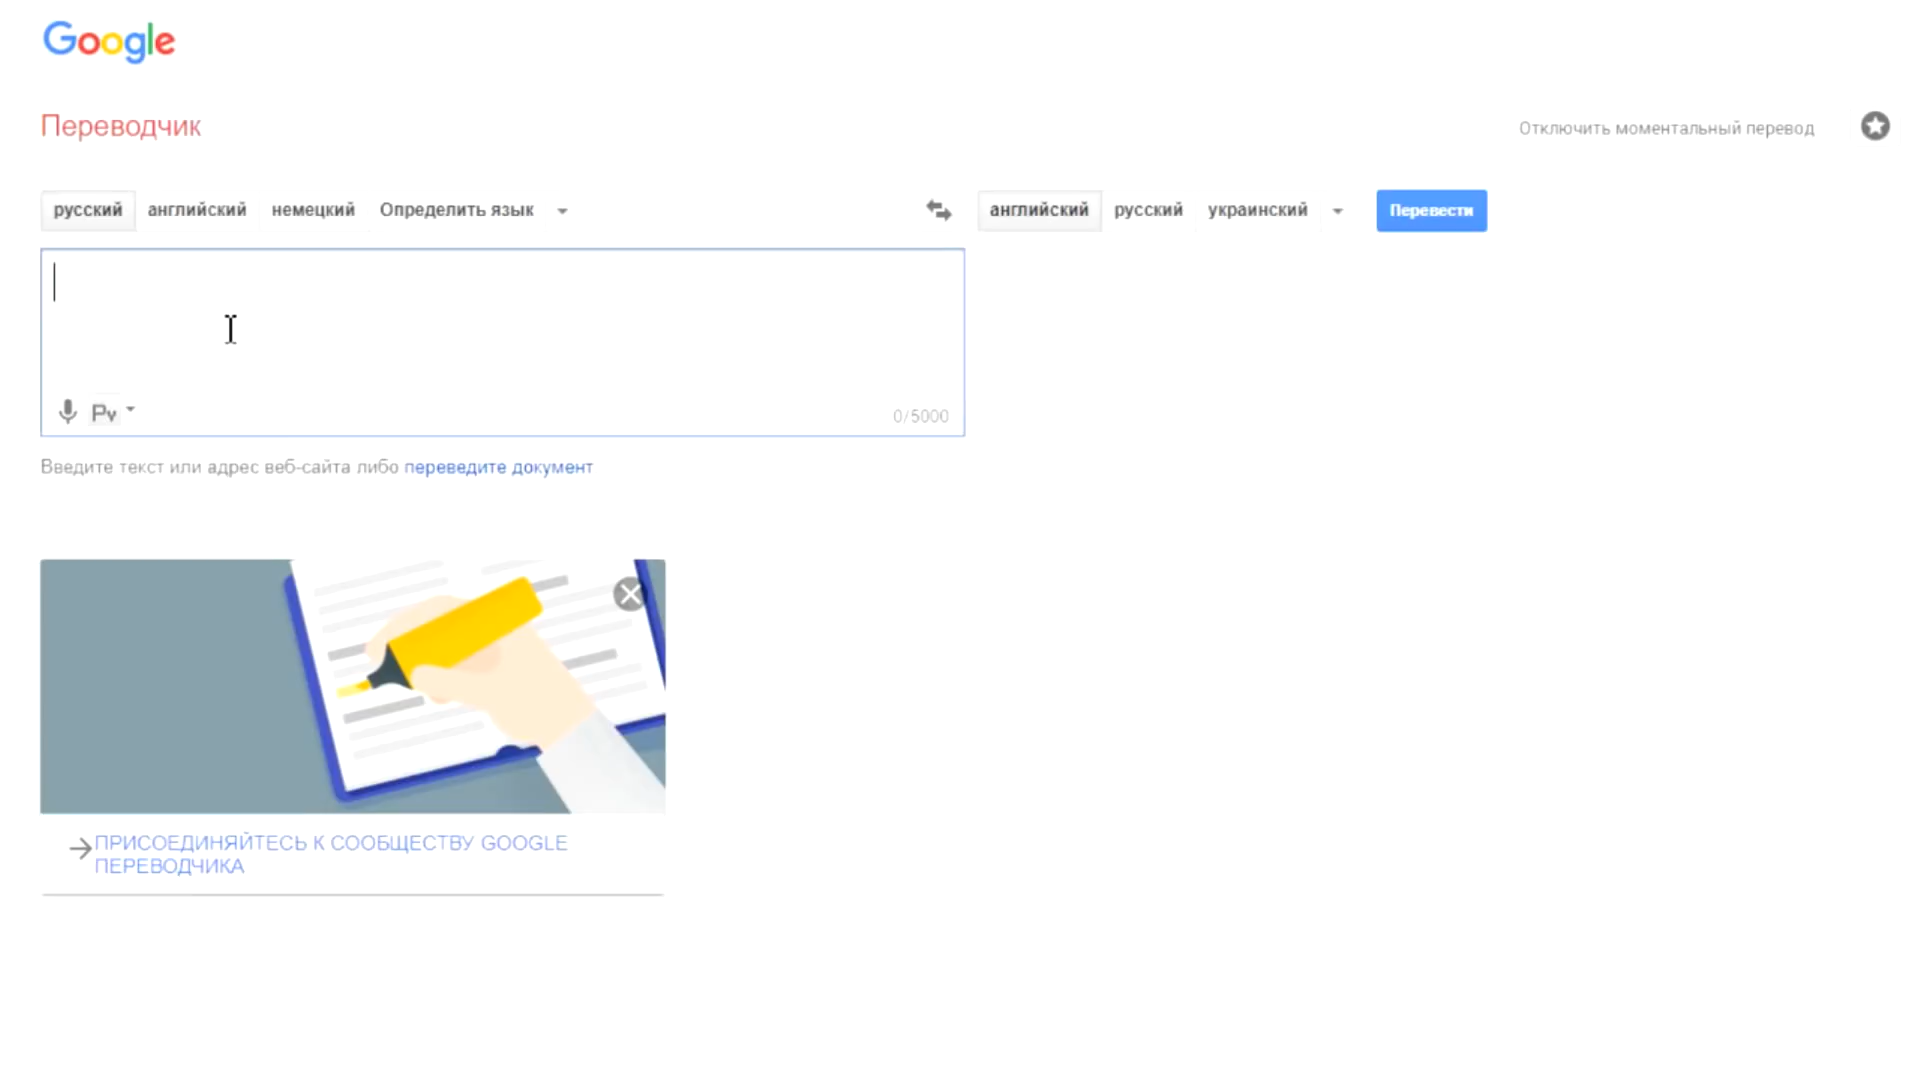 Google
Переводчик
Отключить моментальный перевод
русский английский немецкий Определить язык
английский русский украинский Перевести
Ру
0/5000
Введите текст или адрес веб-сайта либо переведите документ
ПРИСОЕДИНЯЙТЕСЬ К СООБЩЕСТВУ GOOGLE
ПЕРЕВОДЧИКА